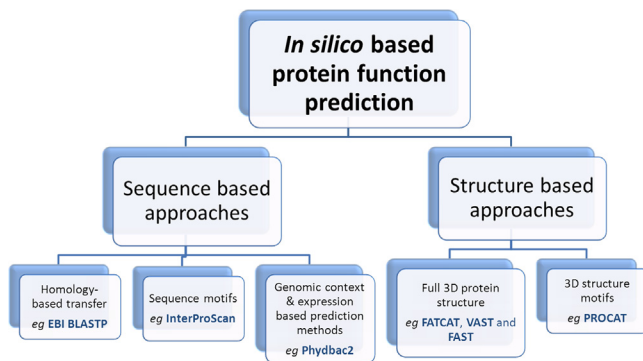 In silico based
protein function
prediction
Sequence based
approaches
Structure based
approaches
Homology-
based transfer
eg EBI BLASTP
Sequence motifs
eg InterProScan
Genomic context
& expression
based prediction
methods
eg Phydbac2
Full 3D protein
structure
eg FATCAT, VAST and
FAST
3D structure
motifs
eg PROCAT